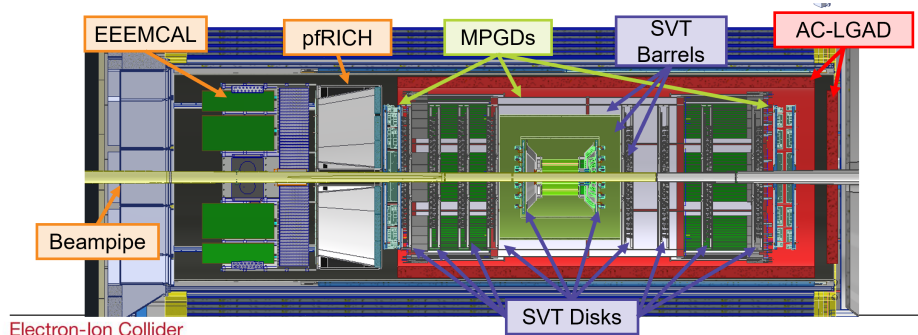 EEEMCAL
pfRICH
MPGDs
SVT
Barrels
AC-LGAD
Beampipe
SVT Disks
Electron-Ion Collider